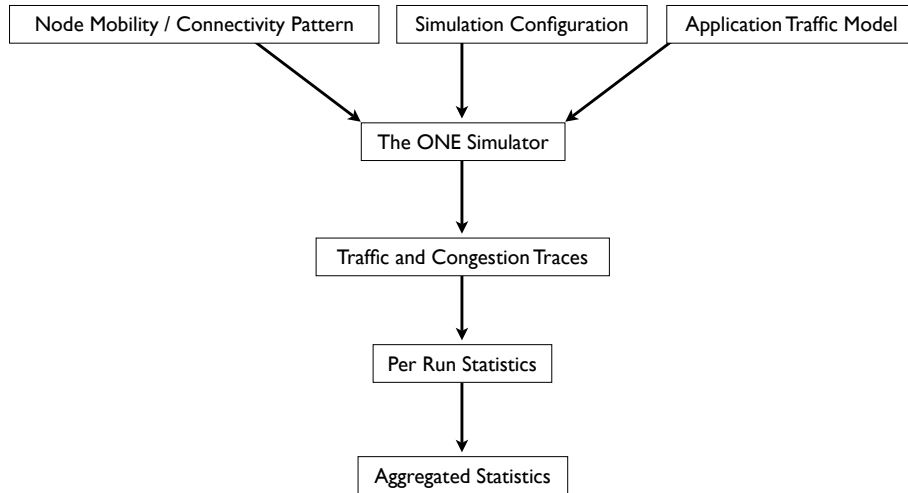 Node Mobility / Connectivity Pattern
Simulation Configuration
Application Traffic Model
The ONE Simulator
Traffic and Congestion Traces
Per Run Statistics
Aggregated Statistics